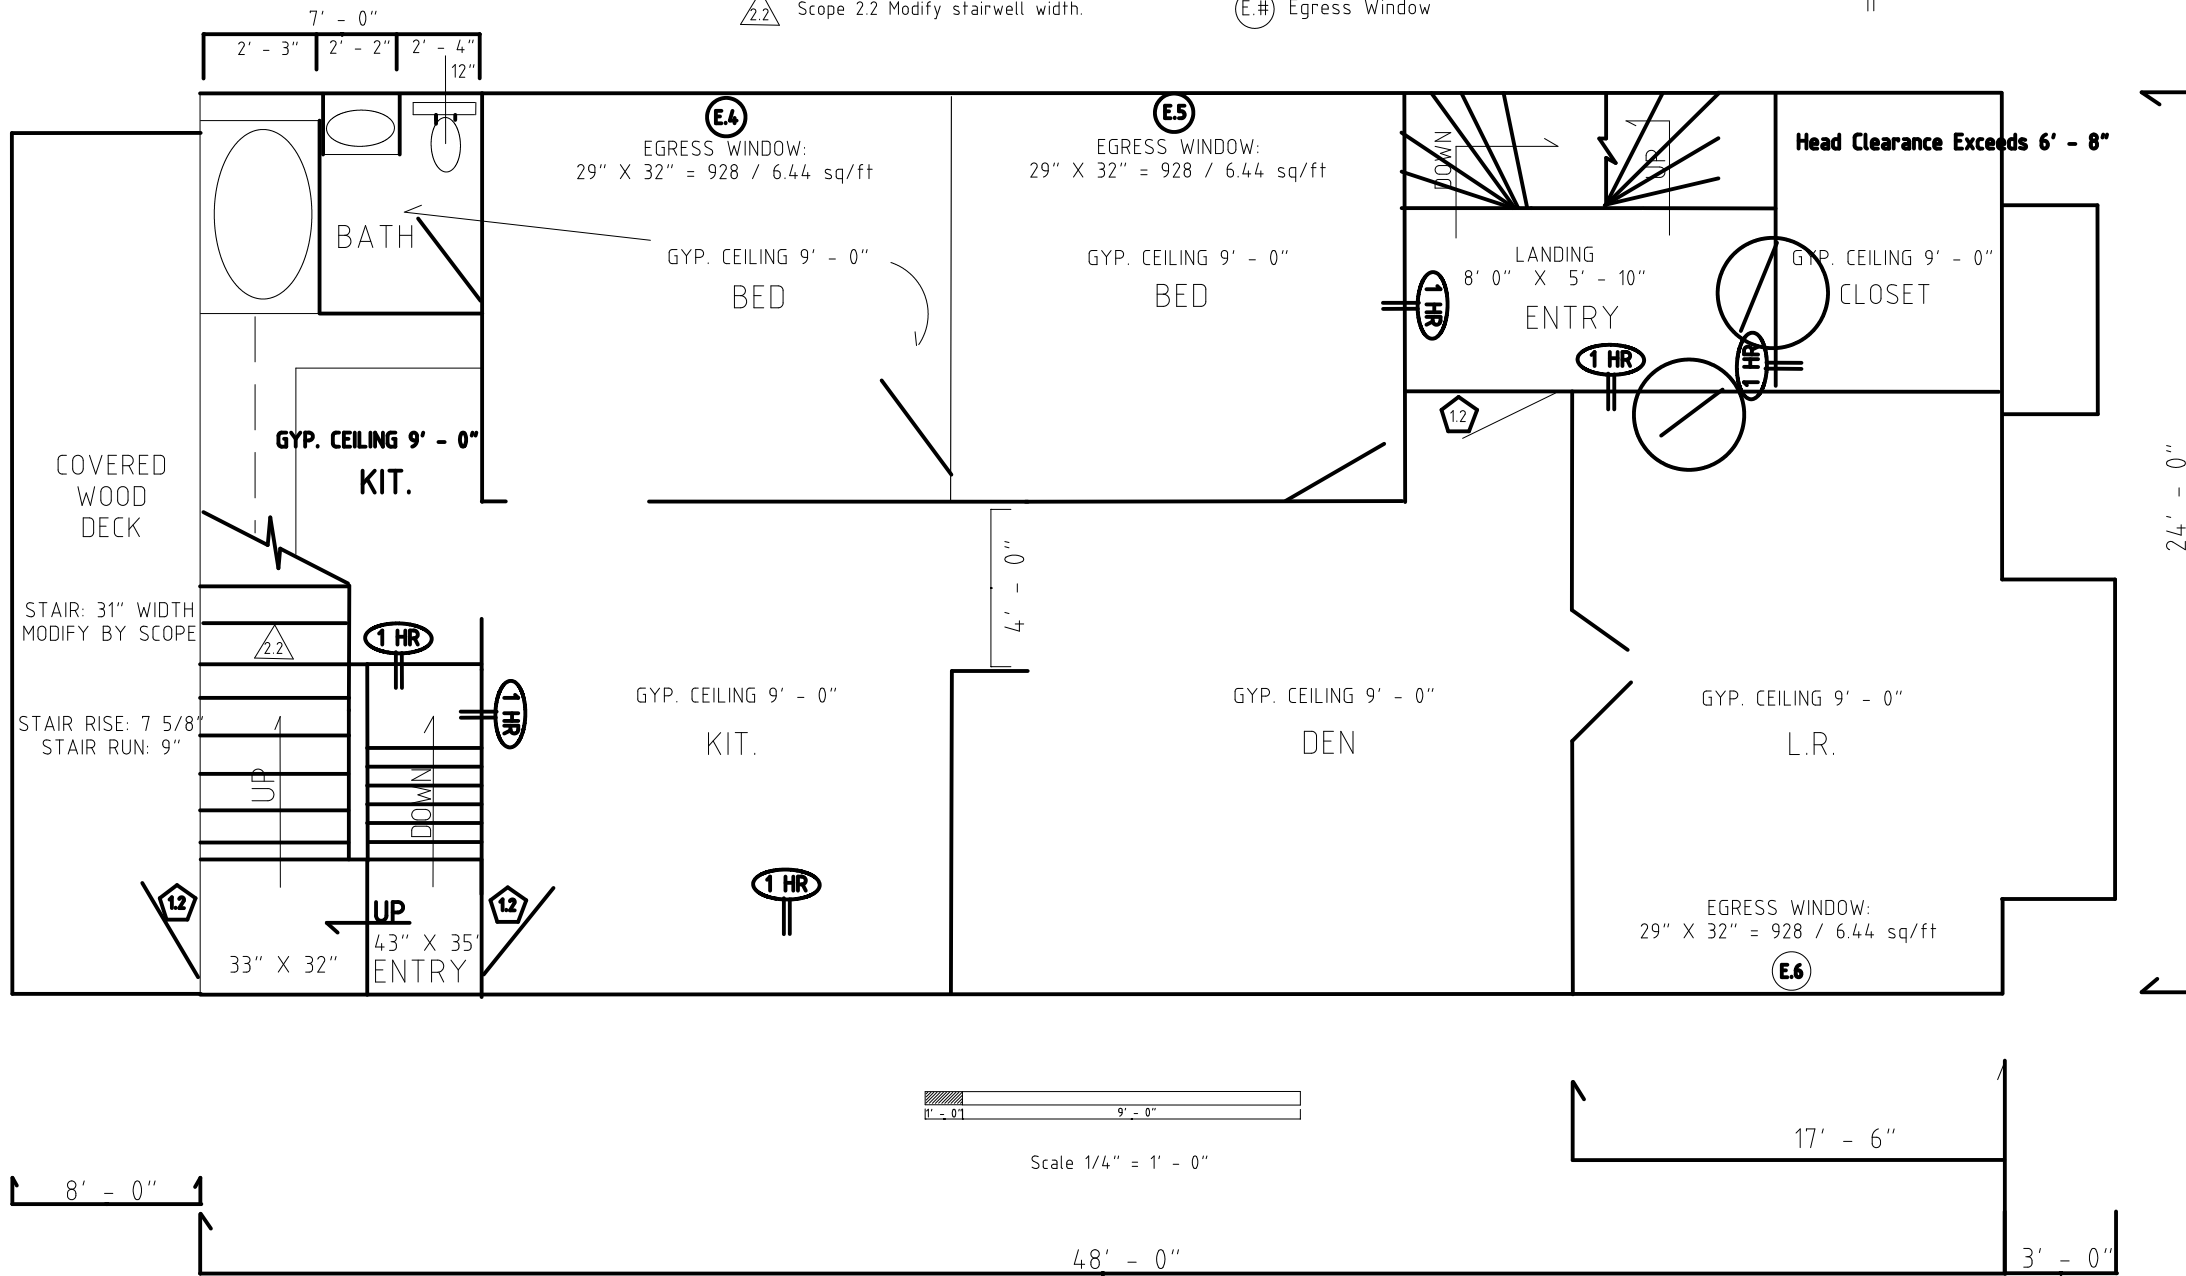 2.2 Scope 2.2 Modify stairwell width.
E.# Egress Window
7' - 0"
2' - 3" 2' - 2" 2' - 4"
12"
E.4
EGRESS WINDOW:
29" X 32" = 928 / 6.44 sq/ft
E.5
EGRESS WINDOW:
29" X 32" = 928 / 6.44 sq/ft
DOWN
UP
Head Clearance Exceeds 6' - 8"
BATH
GYP. CEILING 9' - 0"
BED
GYP. CEILING 9' - 0"
BED
LANDING
8' 0" X 5' - 10"
ENTRY
GYP. CEILING 9' - 0"
CLOSET
1 HR
1 HR
1 HR
1.2
GYP. CEILING 9' - 0"
KIT.
COVERED
WOOD
DECK
24' - 0"
4' - 0"
STAIR: 31" WIDTH
MODIFY BY SCOPE
2.2
1 HR
1 HR
STAIR RISE: 7 5/8"
STAIR RUN: 9"
UP
DOWN
GYP. CEILING 9' - 0"
KIT.
GYP. CEILING 9' - 0"
DEN
GYP. CEILING 9' - 0"
L.R.
1 HR
1.2
UP
1.2
43" X 35"
33" X 32"
ENTRY
EGRESS WINDOW:
29" X 32" = 928 / 6.44 sq/ft
E.6
1' - 0" 9' - 0"
Scale 1/4" = 1' - 0"
17' - 6"
8' - 0"
48' - 0"
3' - 0"